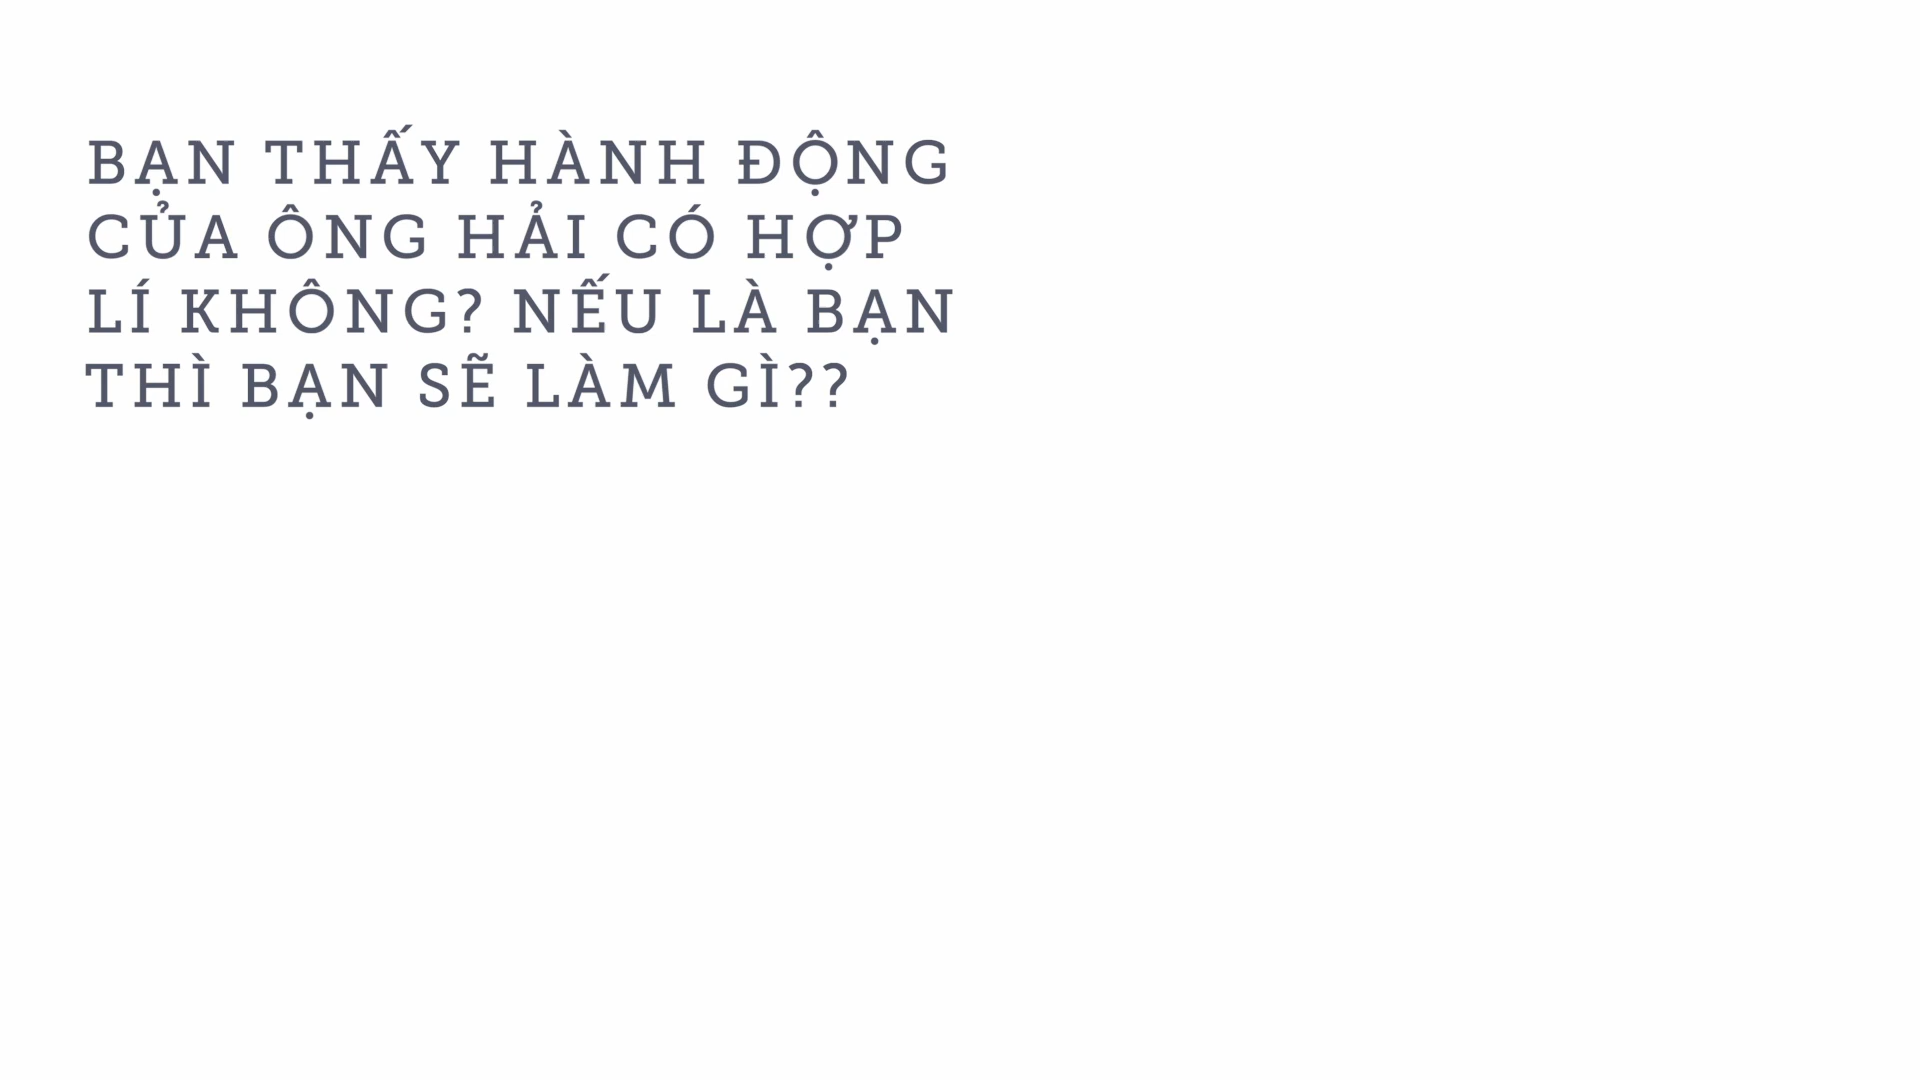 BẠN THẤY HÀNH ĐỘNG
CỦA ÔNG HẢI CÓ HỢP
LÍ KHÔNG? NẾU LÀ BẠN
THÌ BẠN SẼ LÀM GÌ??